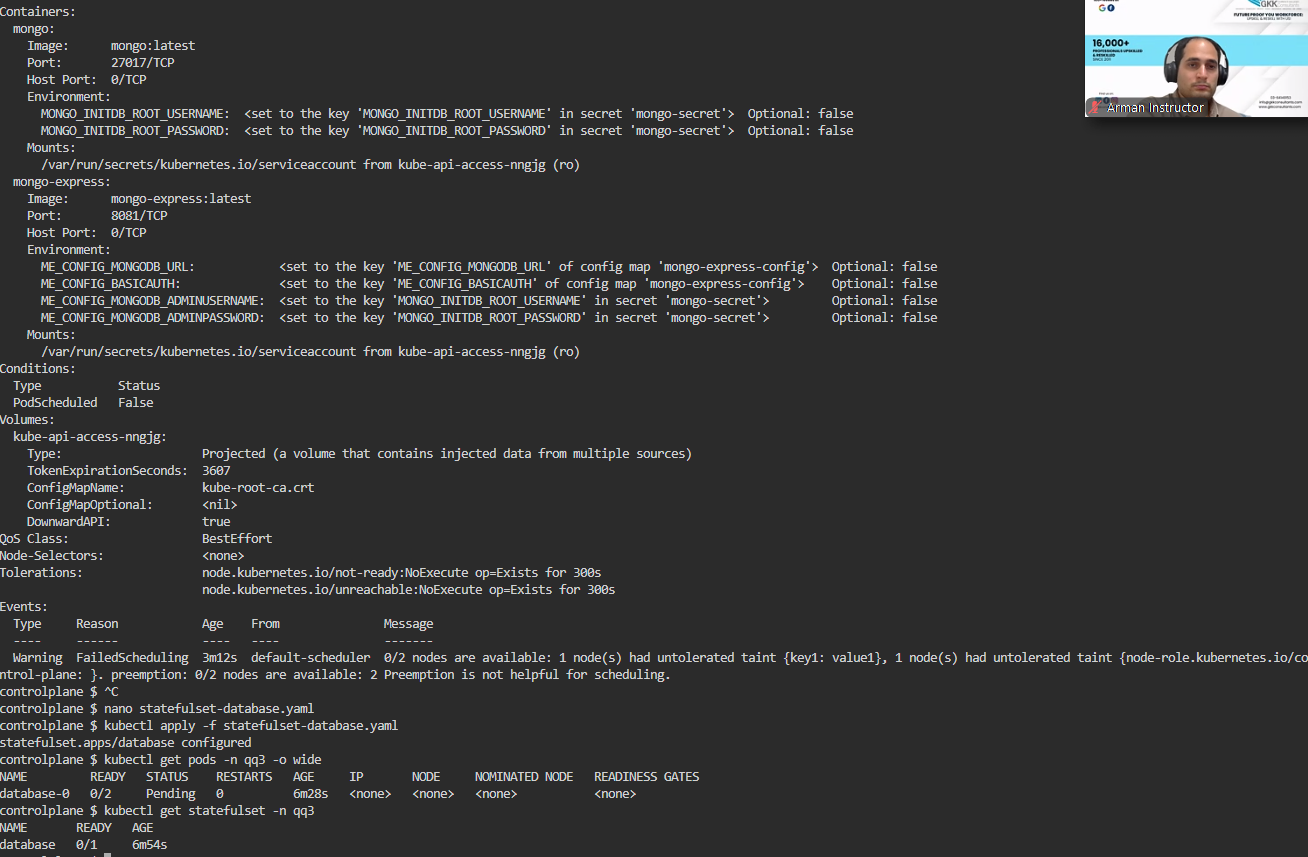 Containers:
  mongo:
    Image:      mongo:latest
    Port:       27017/TCP
    Host Port:  0/TCP
    Environment:
      MONGO_INITDB_ROOT_USERNAME:  <set to the key 'MONGO_INITDB_ROOT_USERNAME' in secret 'mongo-secret'>  Optional: false
      MONGO_INITDB_ROOT_PASSWORD:  <set to the key 'MONGO_INITDB_ROOT_PASSWORD' in secret 'mongo-secret'>  Optional: false
    Mounts:
      /var/run/secrets/kubernetes.io/serviceaccount from kube-api-access-nngjg (ro)
  mongo-express:
    Image:      mongo-express:latest
    Port:       8081/TCP
    Host Port:  0/TCP
    Environment:
      ME_CONFIG_MONGODB_URL:            <set to the key 'ME_CONFIG_MONGODB_URL' of config map 'mongo-express-config'>  Optional: false
      ME_CONFIG_BASICAUTH:              <set to the key 'ME_CONFIG_BASICAUTH' of config map 'mongo-express-config'>    Optional: false
      ME_CONFIG_MONGODB_ADMINUSERNAME:  <set to the key 'MONGO_INITDB_ROOT_USERNAME' in secret 'mongo-secret'>         Optional: false
      ME_CONFIG_MONGODB_ADMINPASSWORD:  <set to the key 'MONGO_INITDB_ROOT_PASSWORD' in secret 'mongo-secret'>         Optional: false
    Mounts:
      /var/run/secrets/kubernetes.io/serviceaccount from kube-api-access-nngjg (ro)
Conditions:
  Type           Status
  PodScheduled   False
Volumes:
  kube-api-access-nngjg:
    Type:                    Projected (a volume that contains injected data from multiple sources)
    TokenExpirationSeconds:  3607
    ConfigMapName:           kube-root-ca.crt
    ConfigMapOptional:       <nil>
    DownwardAPI:             true
QoS Class:                   BestEffort
Node-Selectors:              <none>
Tolerations:                 node.kubernetes.io/not-ready:NoExecute op=Exists for 300s
                             node.kubernetes.io/unreachable:NoExecute op=Exists for 300s
Events:
  Type     Reason            Age    From               Message
  ----     ------            ----   ----               -------
  Warning  FailedScheduling  3m12s  default-scheduler  0/2 nodes are available: 1 node(s) had untolerated taint {key1: value1}, 1 node(s) had untolerated taint {node-role.kubernetes.io/co
ntrol-plane: }. preemption: 0/2 nodes are available: 2 Preemption is not helpful for scheduling.
controlplane $ ^C
controlplane $ nano statefulset-database.yaml
controlplane $ kubectl apply -f statefulset-database.yaml
statefulset.apps/database configured
controlplane $ kubectl get pods -n qq3 -o wide
NAME         READY   STATUS    RESTARTS   AGE     IP       NODE     NOMINATED NODE   READINESS GATES
database-0   0/2     Pending   0          6m28s   <none>   <none>   <none>           <none>
controlplane $ kubectl get statefulset -n qq3
NAME       READY   AGE
database   0/1     6m54s
GKK
FUTURE PROOF YOU WORKFORCE:
16,000+
PROFESSIONALS UPSKILLED
& RESKILLED
SINCE 2011
Arman Instructor